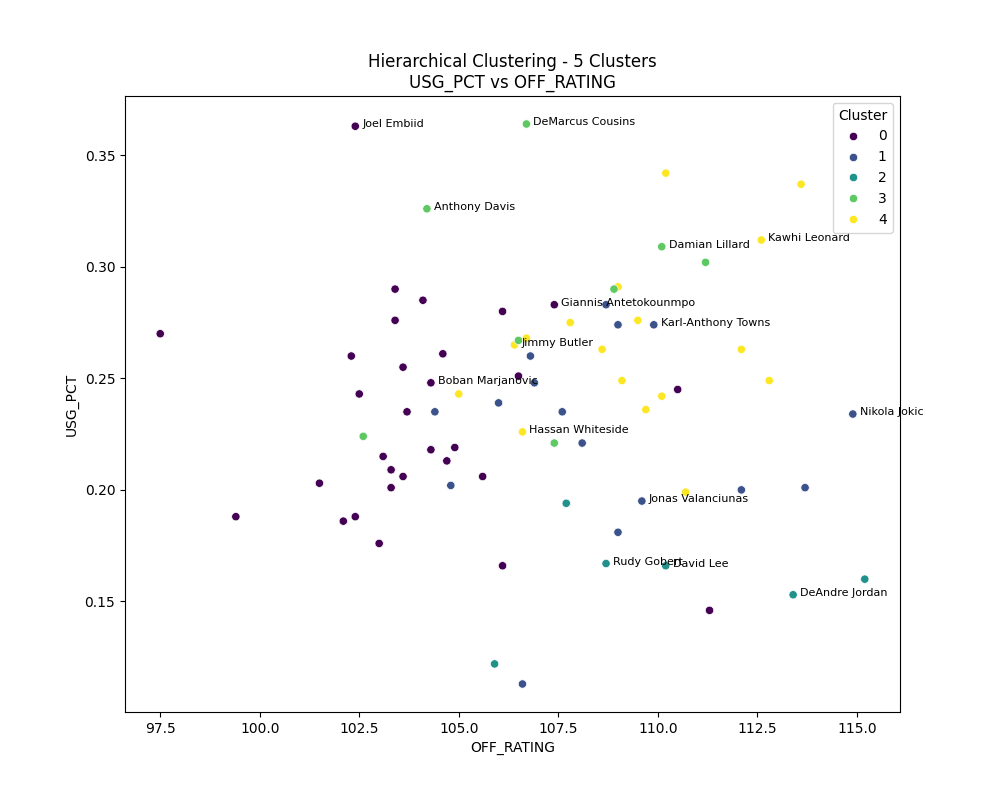 Hierarchical Clustering - 5 Clusters
USG_PCT vs OFF_RATING
Cluster
0
1
2
3
4
Joel Embiid
DeMarcus Cousins
Anthony Davis
Damian Lillard
Kawhi Leonard
Giannis Antetokounmpo
Karl-Anthony Towns
Jimmy Butler
Boban Marjanovic
Nikola Jokic
Hassan Whiteside
Jonas Valanciunas
Rudy Gobert
David Lee
DeAndre Jordan
USG_PCT
0.35
0.30
0.25
0.20
0.15
97.5
100.0
102.5
105.0
107.5
110.0
112.5
115.0
OFF_RATING